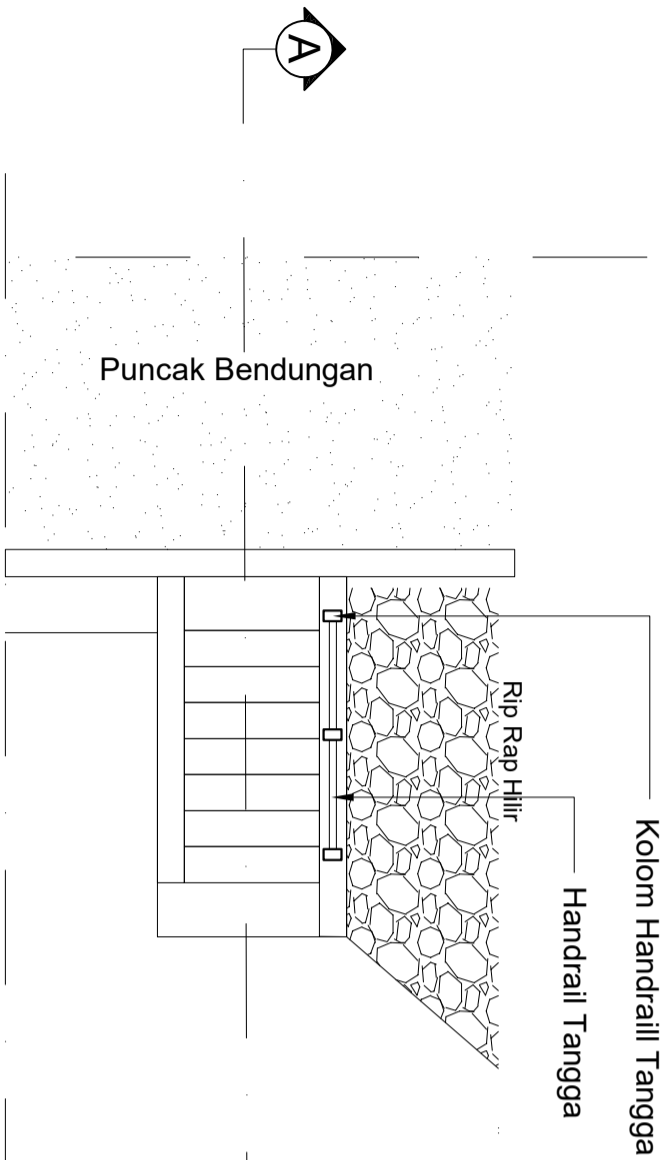 A
Puncak Bendungan
Rip Rap Hilir
Kolom Handraill Tangga
Handrail Tangga